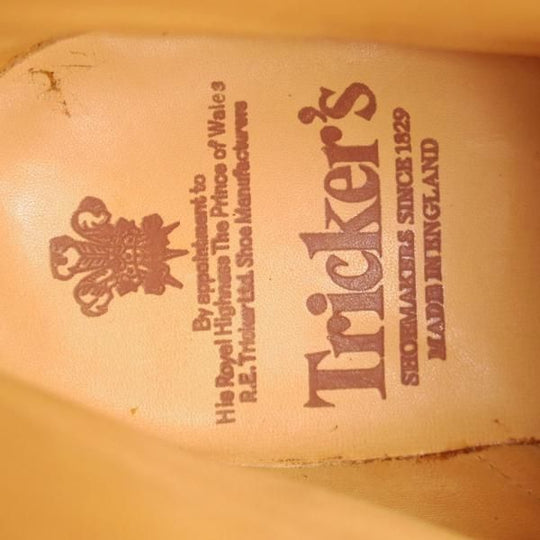 By appointment to
His Royal Highness The Prince of Wales
R.E. Tricker Ltd. Shoe Manufacturers
Tricker's
SHOEMAKERS SINCE 1829
MADE IN ENGLAND